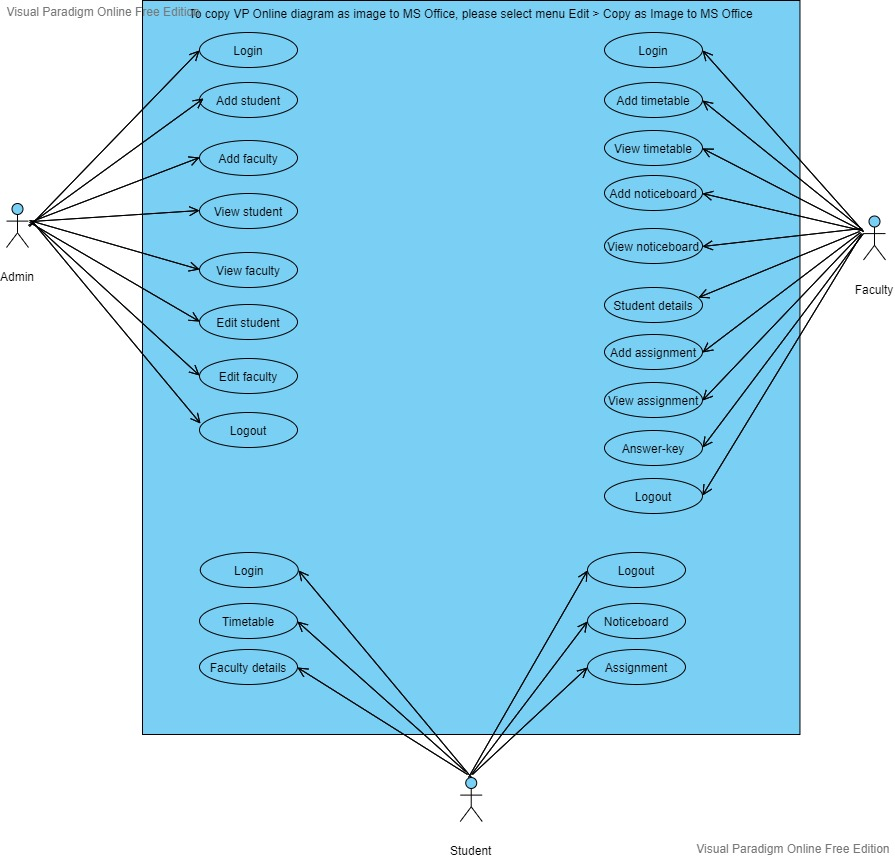 Visual Paradigm Online Free Edition
To copy VP Online diagram as image to MS Office, please select menu Edit > Copy as Image to MS Office
Login
Add student
Add faculty
View student
View faculty
Edit student
Edit faculty
Logout
Admin
Login
Add timetable
View timetable
Add noticeboard
View noticeboard
Student details
Add assignment
View assignment
Answer-key
Logout
Faculty
Login
Timetable
Faculty details
Logout
Noticeboard
Assignment
Student
Visual Paradigm Online Free Edition